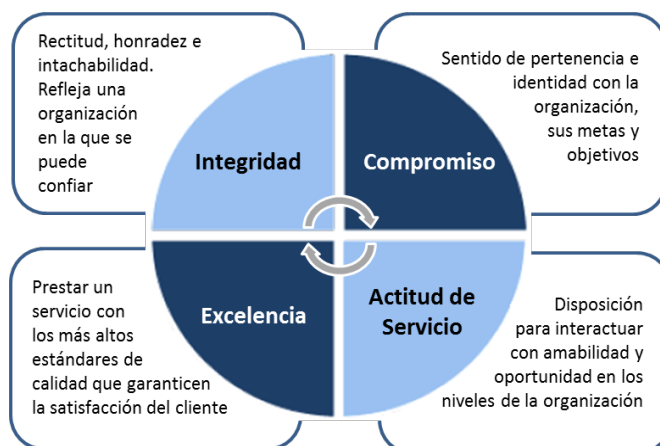 Rectitud, honradez e
intachabilidad.
Refleja una
organización
en la que se
puede
confiar
Integridad
Compromiso
Sentido de pertenencia e
identidad con la
organización,
sus metas y
objetivos
Prestar un
servicio con
los más altos
estándares de
calidad que garanticen
la satisfacción del cliente
Excelencia
Actitud de
Servicio
Disposición
para interactuar
con amabilidad y
oportunidad en los
niveles de la organización